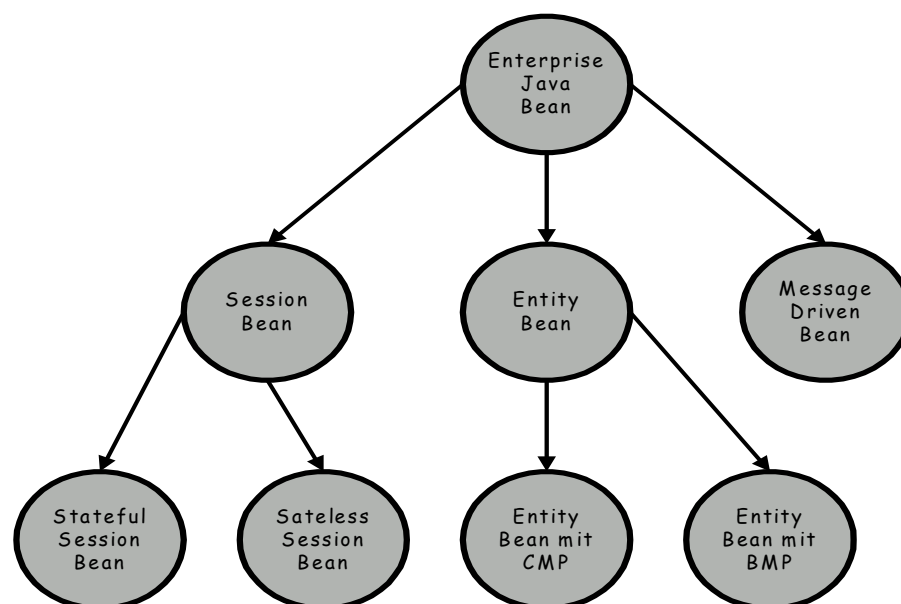 Enterprise
Java
Bean
Session
Bean
Entity
Bean
Message
Driven
Bean
Stateful
Session
Bean
Sateless
Session
Bean
Entity
Bean mit
CMP
Entity
Bean mit
BMP